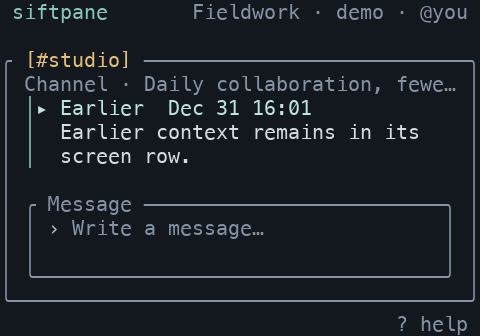 siftpane Fieldwork · demo · @you
[#studio]
Channel · Daily collaboration, fewe…
▸ Earlier Dec 31 16:01
Earlier context remains in its
screen row.
Message
› Write a message…
? help